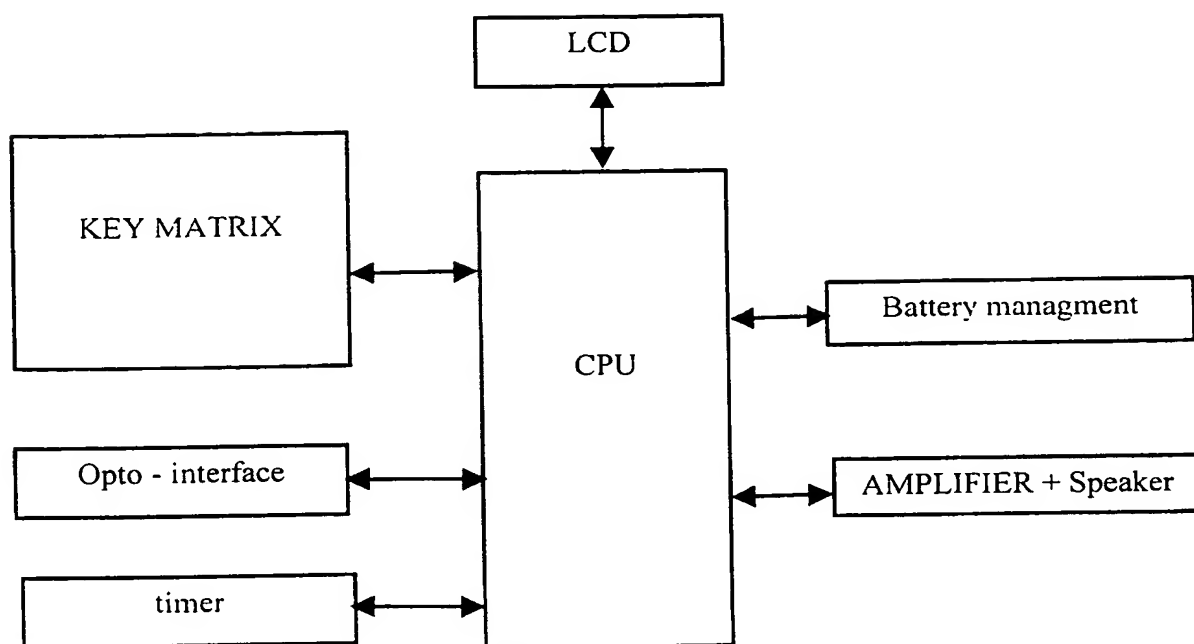 LCD
KEY MATRIX
CPU
Battery managment
Opto - interface
AMPLIFIER + Speaker
timer